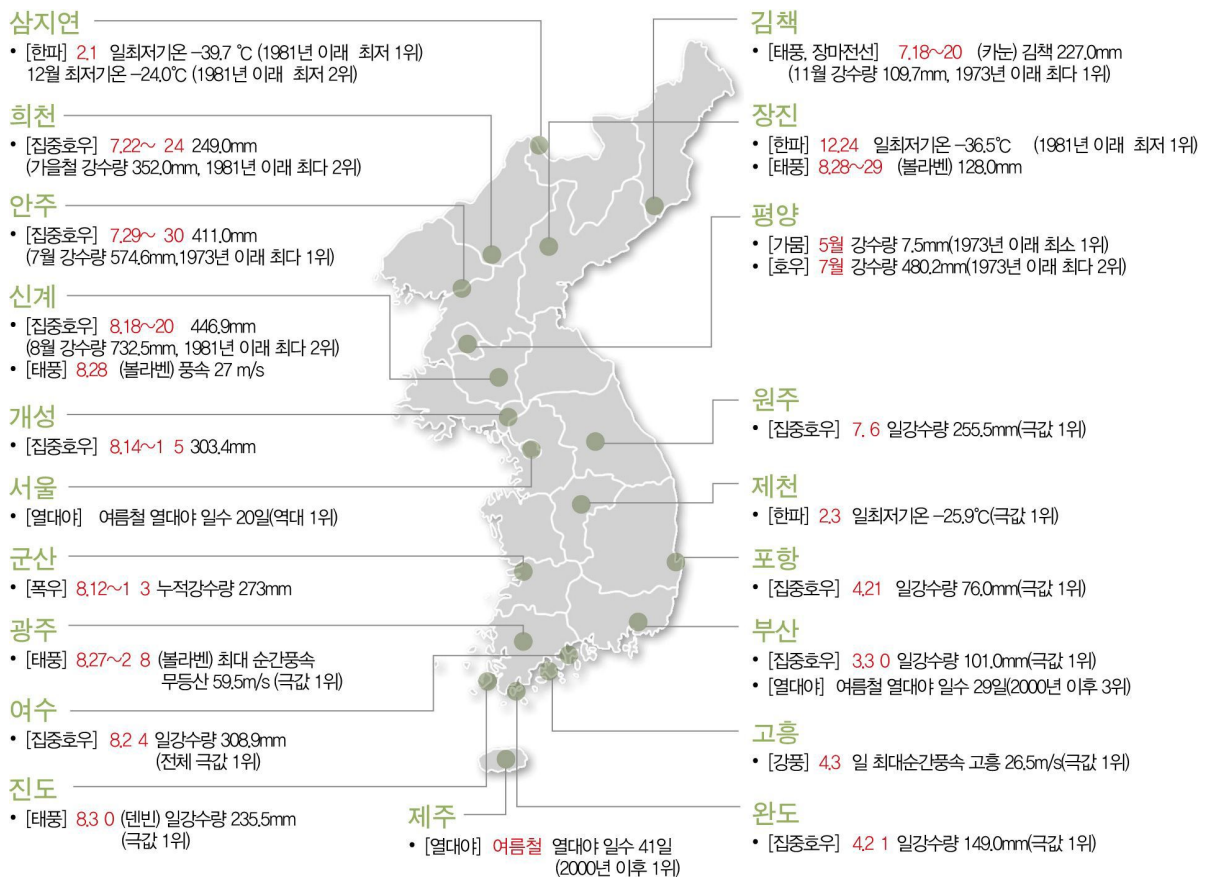 삼지연
• [한파] 2.1 일최저기온 -39.7 ℃ (1981년 이래 최저 1위)
12월 최저기온 -24.0℃ (1981년 이래 최저 2위)
희천
• [집중호우] 7.22~ 24 249.0mm
(가을철 강수량 352.0mm, 1981년 이래 최다 2위)
안주
• [집중호우] 7.29~ 30 411.0mm
(7월 강수량 574.6mm,1973년 이래 최다 1위)
신계
• [집중호우] 8.18~20 446.9mm
(8월 강수량 732.5mm, 1981년 이래 최다 2위)
• [태풍] 8.28 (볼라벤) 풍속 27 m/s
개성
• [집중호우] 8.14~1 5 303.4mm
서울
• [열대야] 여름철 열대야 일수 20일(역대 1위)
군산
• [폭우] 8.12~1 3 누적강수량 273mm
광주
• [태풍] 8.27~2 8 (볼라벤) 최대 순간풍속
무등산 59.5m/s (극값 1위)
여수
• [집중호우] 8.2 4 일강수량 308.9mm
(전체 극값 1위)
진도
• [태풍] 8.3 0 (덴빈) 일강수량 235.5mm
(극값 1위)
제주
• [열대야] 여름철 열대야 일수 41일
(2000년 이후 1위)
김책
• [태풍, 장마전선] 7.18~20 (카눈) 김책 227.0mm
(11월 강수량 109.7mm, 1973년 이래 최다 1위)
장진
• [한파] 12.24 일최저기온 -36.5℃ (1981년 이래 최저 1위)
• [태풍] 8.28~29 (볼라벤) 128.0mm
평양
• [가뭄] 5월 강수량 7.5mm(1973년 이래 최소 1위)
• [호우] 7월 강수량 480.2mm(1973년 이래 최다 2위)
원주
• [집중호우] 7. 6 일강수량 255.5mm(극값 1위)
제천
• [한파] 2.3 일최저기온 -25.9℃(극값 1위)
포항
• [집중호우] 4.21 일강수량 76.0mm(극값 1위)
부산
• [집중호우] 3.3 0 일강수량 101.0mm(극값 1위)
• [열대야] 여름철 열대야 일수 29일(2000년 이후 3위)
고흥
• [강풍] 4.3 일 최대순간풍속 고흥 26.5m/s(극값 1위)
완도
• [집중호우] 4.2 1 일강수량 149.0mm(극값 1위)